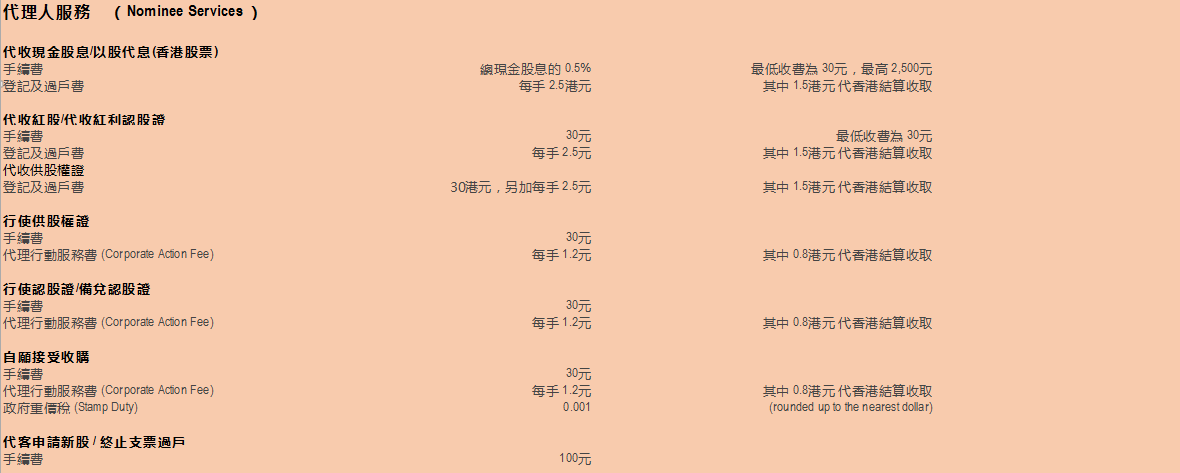 代理人服務 ( Nominee Services )
代收現金股息/以股代息(香港股票)
手續費 總現金股息的 0.5% 最低收費為 30元，最高 2,500元
登記及過戶費 每手 2.5港元 其中 1.5港元 代香港結算收取
代收紅股/代收紅利認股證
手續費 30元 最低收費為 30元
登記及過戶費 每手 2.5元 其中 1.5港元 代香港結算收取
代收供股權證
登記及過戶費 30港元，另加每手 2.5元 其中 1.5港元 代香港結算收取
行使供股權證
手續費 30元
代理行動服務費 (Corporate Action Fee) 每手 1.2元 其中 0.8港元 代香港結算收取
行使認股證/備兌認股證
手續費 30元
代理行動服務費 (Corporate Action Fee) 每手 1.2元 其中 0.8港元 代香港結算收取
自願接受收購
手續費 30元
代理行動服務費 (Corporate Action Fee) 每手 1.2元 其中 0.8港元 代香港結算收取
政府重價稅 (Stamp Duty) 0.001 (rounded up to the nearest dollar)
代客申請新股 / 終止支票過戶
手續費 100元